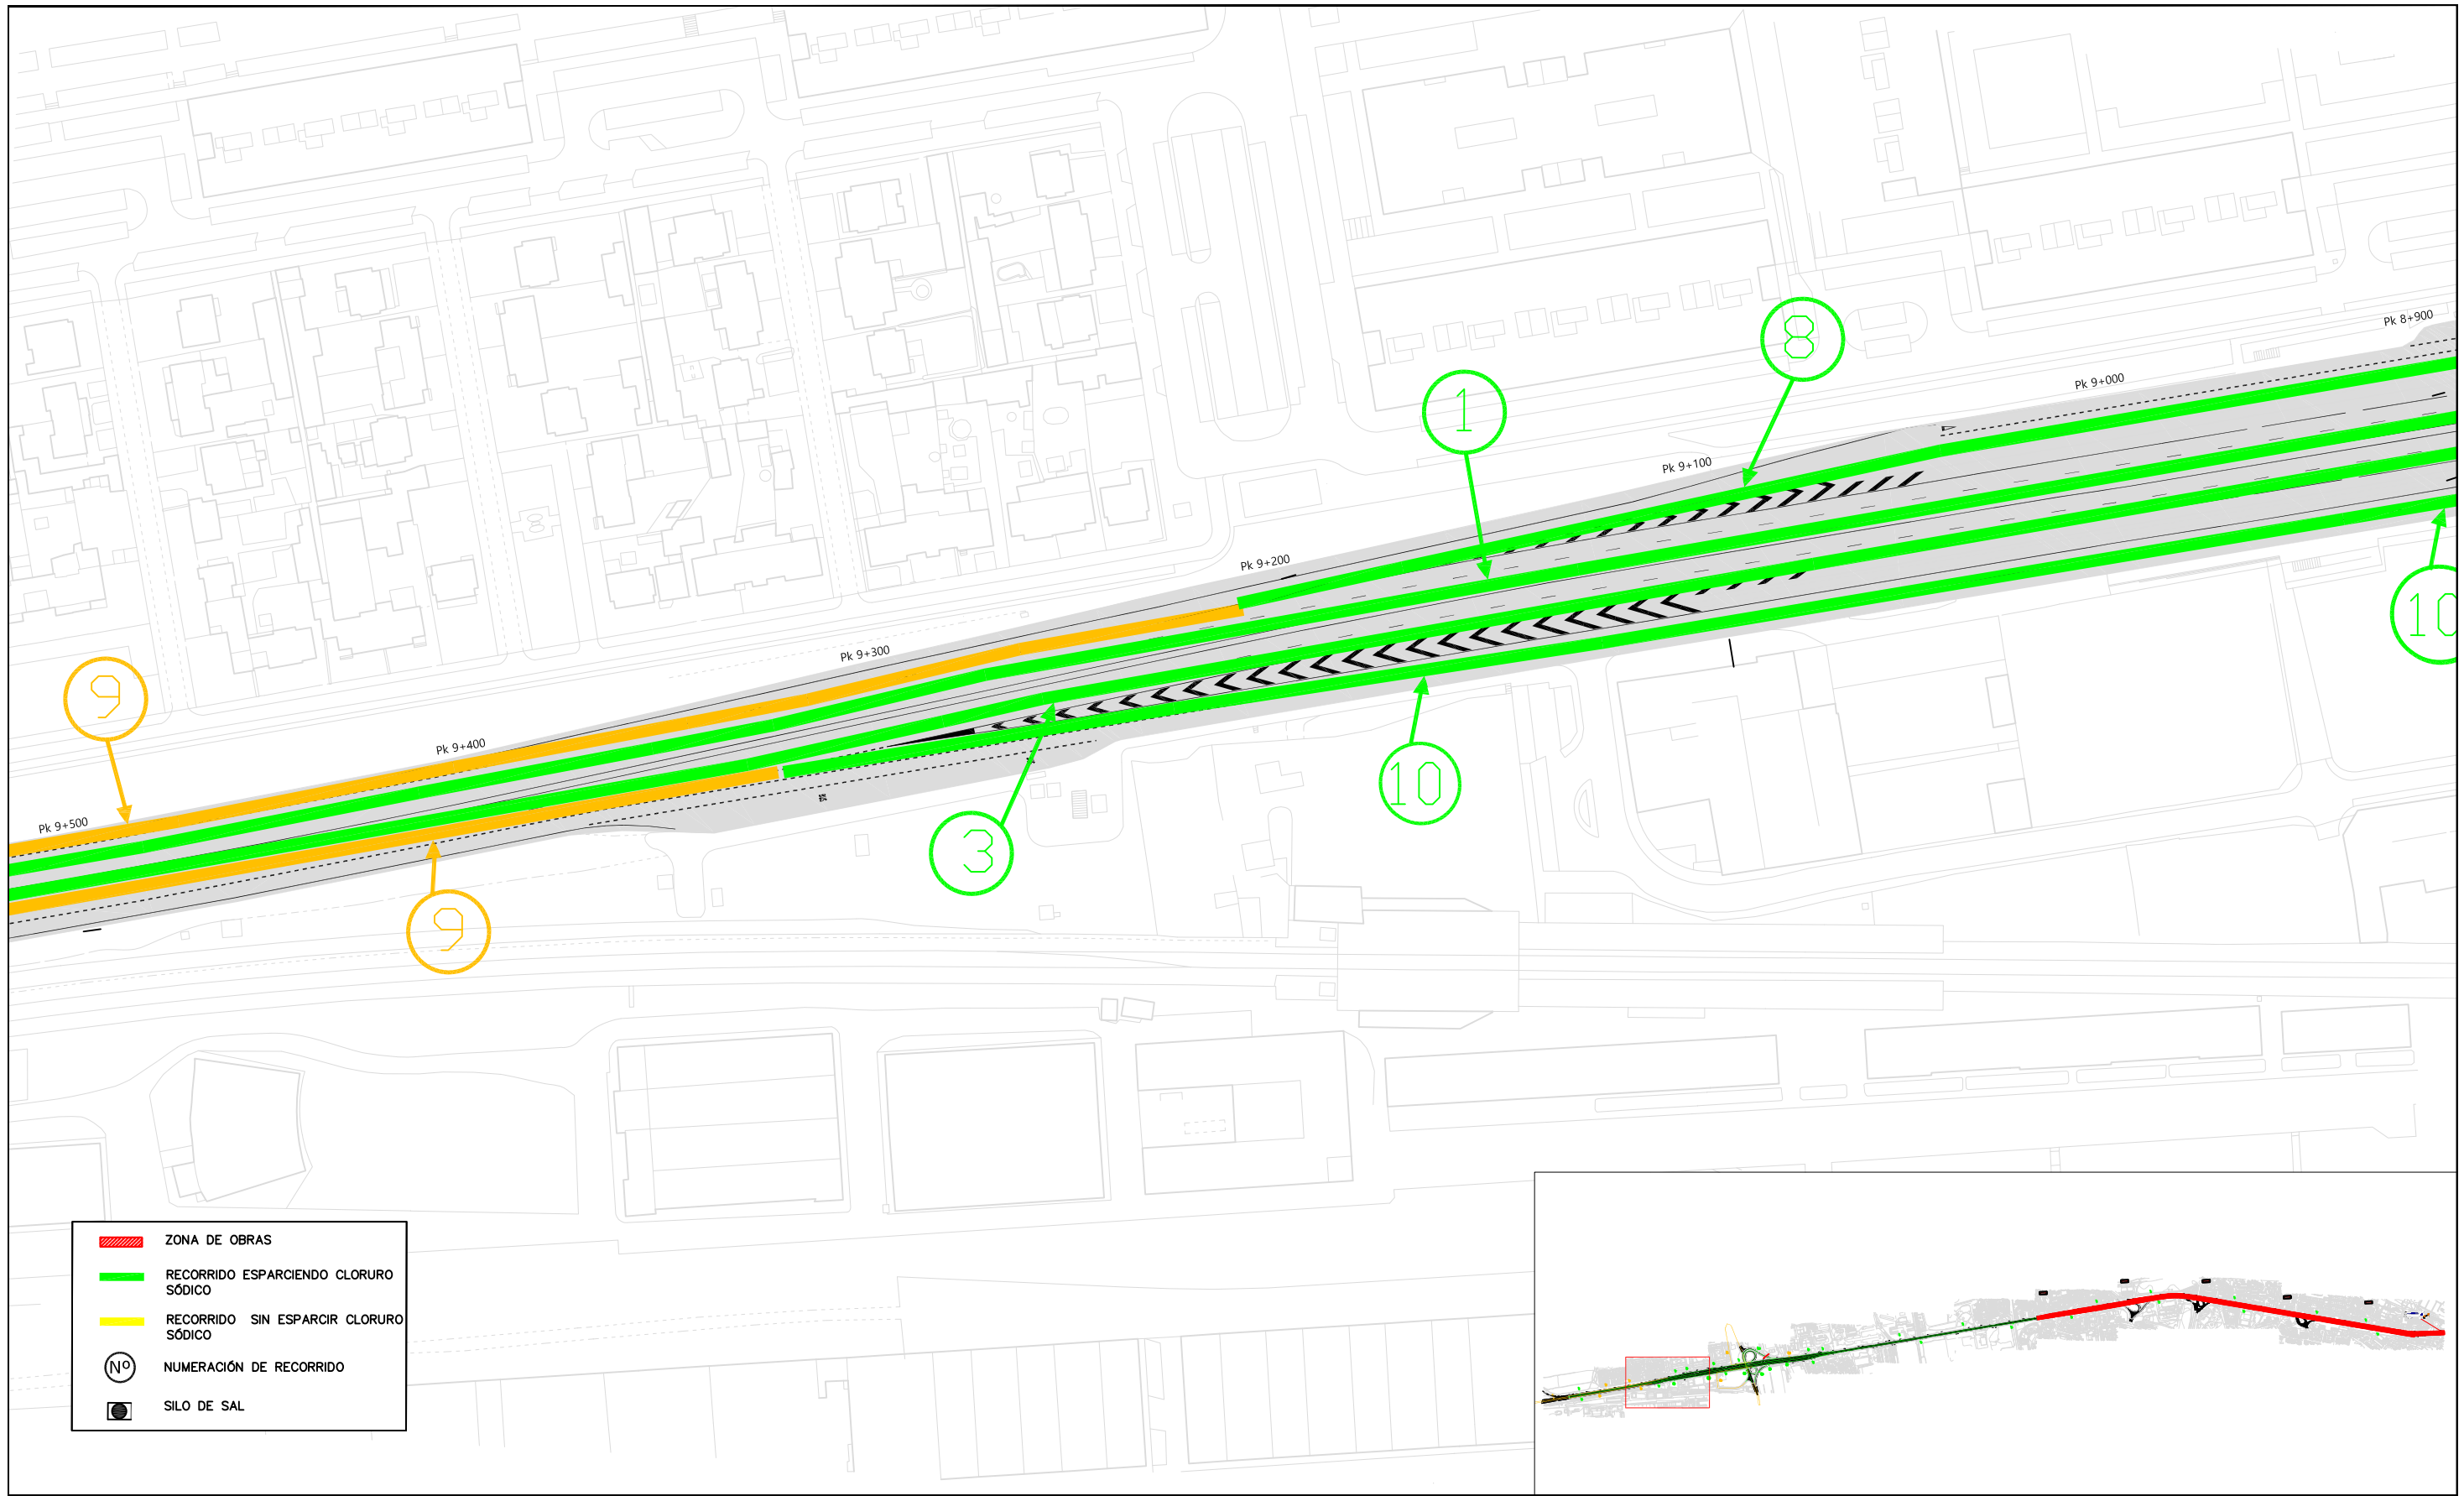 Pk 8+900
8
Pk 9+000
1
Pk 9+100
Pk 9+200
10
Pk 9+300
9
Pk 9+400
10
Pk 9+500
3
9
ZONA DE OBRAS
RECORRIDO ESPARCIENDO CLORURO
SÓDICO
RECORRIDO SIN ESPARCIR CLORURO
SÓDICO
Nº NUMERACIÓN DE RECORRIDO
SILO DE SAL